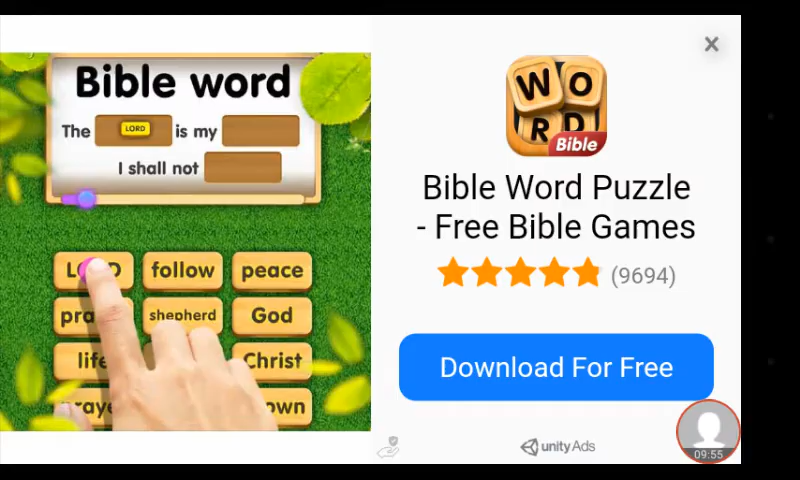 Bible word
The LORD is my
I shall not
follow
peace
shepherd
God
life
Christ
W O
R D
Bible
Bible Word Puzzle
- Free Bible Games
(9694)
Download For Free
unity Ads
09:55